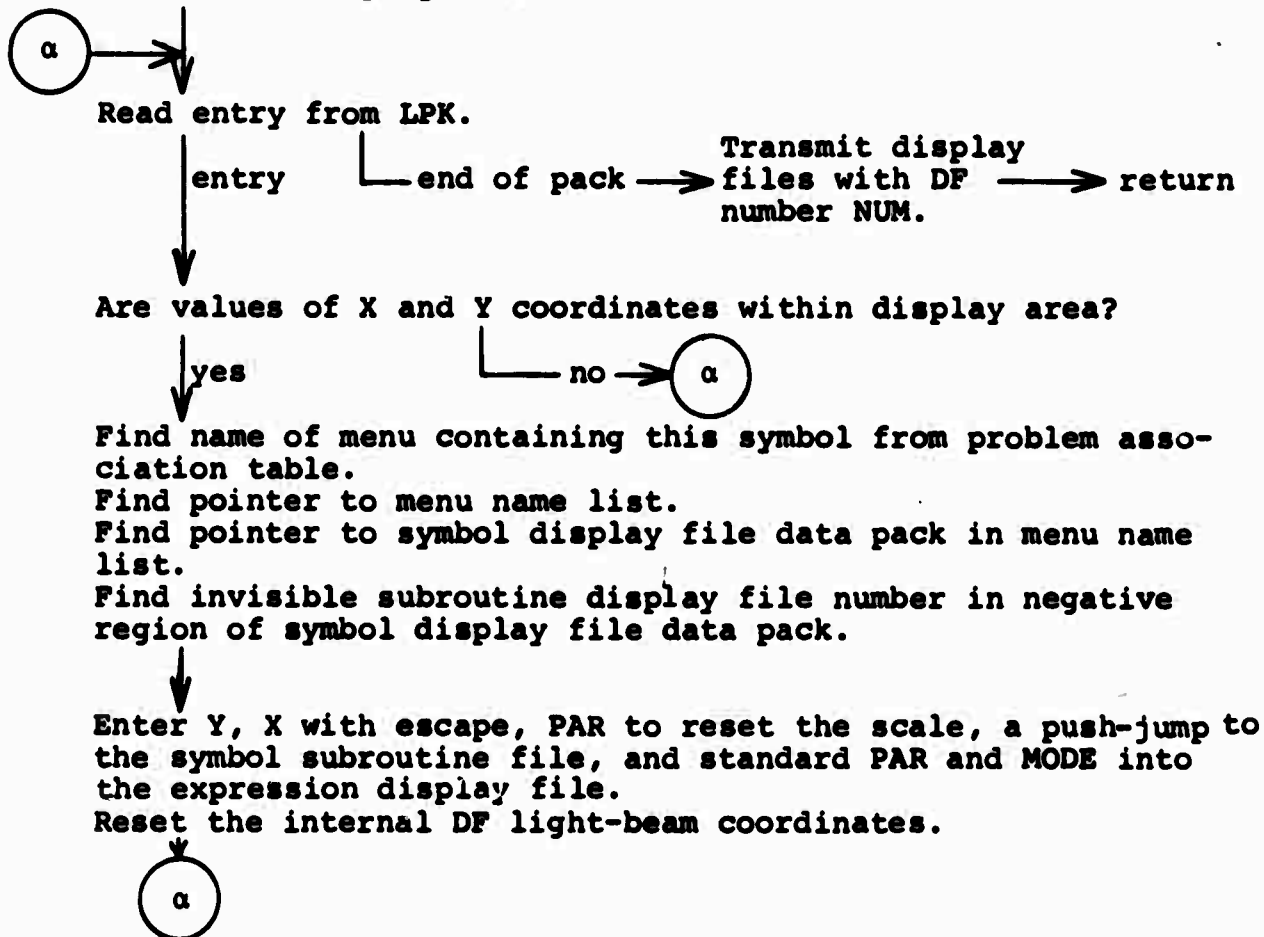 α
Read entry from LPK.
entry
end of pack
Transmit display
files with DF
number NUM.
return
Are values of X and Y coordinates within display area?
yes
no
α
Find name of menu containing this symbol from problem asso-
ciation table.
Find pointer to menu name list.
Find pointer to symbol display file data pack in menu name
list.
Find invisible subroutine display file number in negative
region of symbol display file data pack.
Enter Y, X with escape, PAR to reset the scale, a push-jump to
the symbol subroutine file, and standard PAR and MODE into
the expression display file.
Reset the internal DF light-beam coordinates.
α